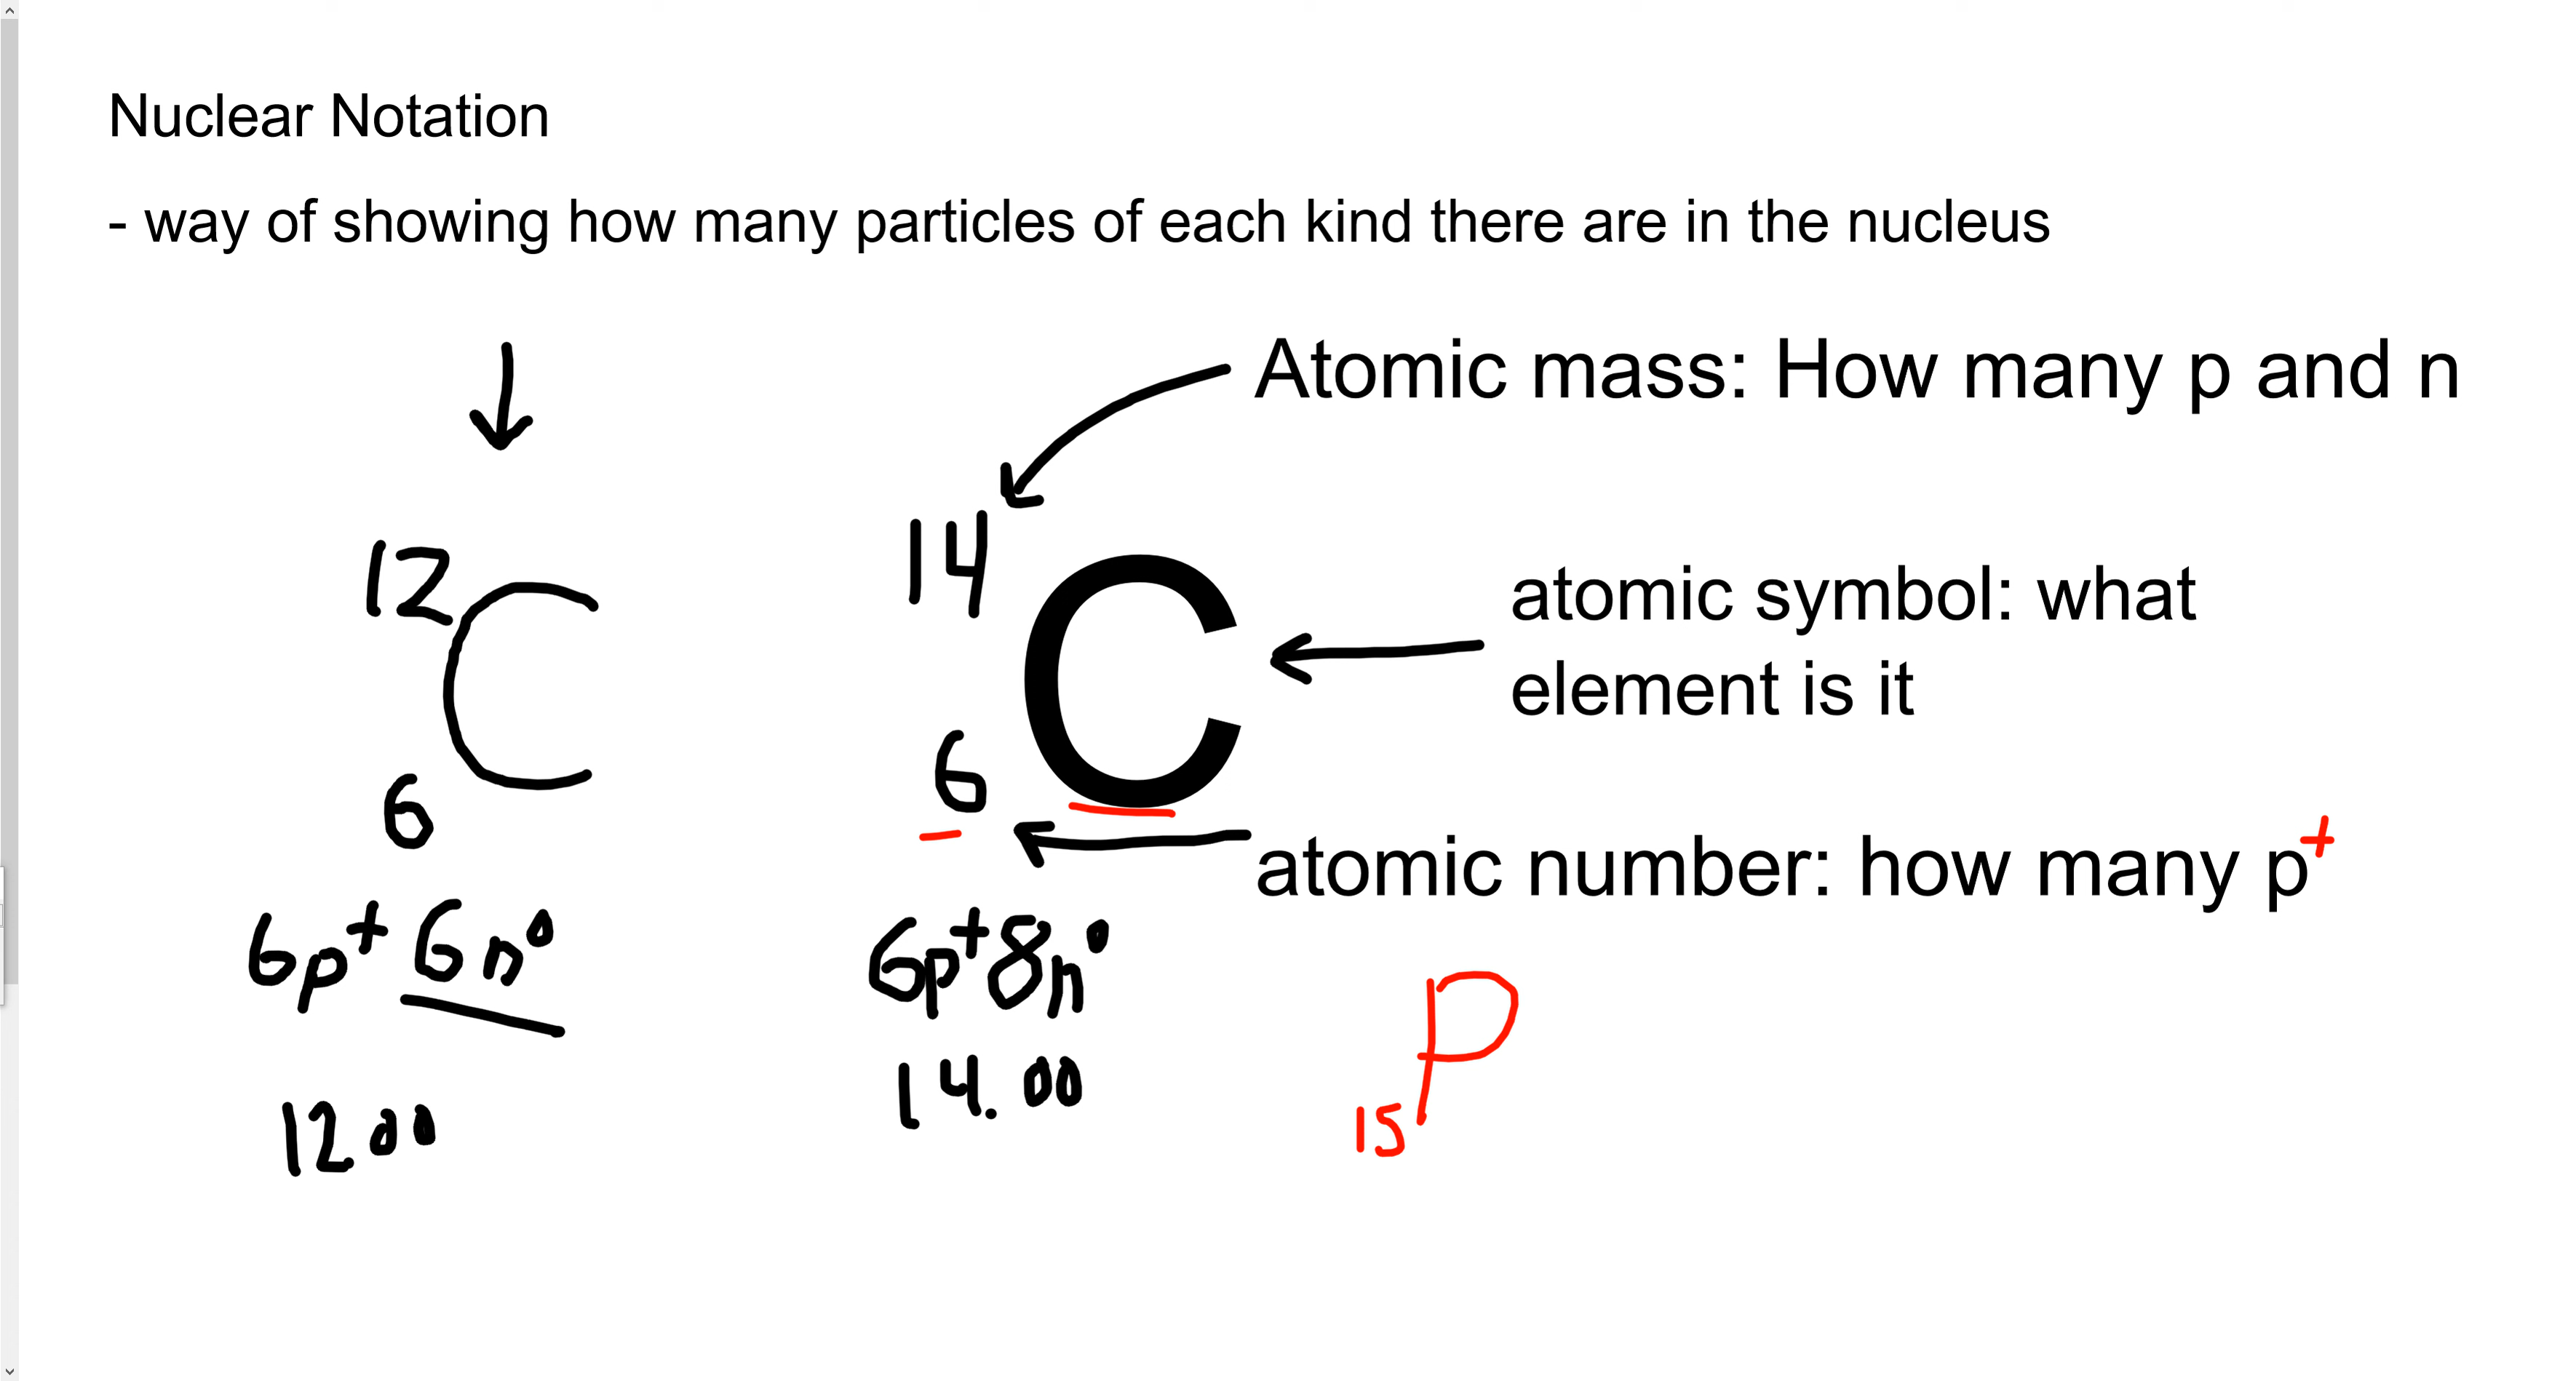 Nuclear Notation
- way of showing how many particles of each kind there are in the nucleus
Atomic mass: How many p and n
12
C
6
6p+ 6n0
12.00
14
C
6
6p+ 8n0
14.00
atomic symbol: what
element is it
atomic number: how many p+
P
15